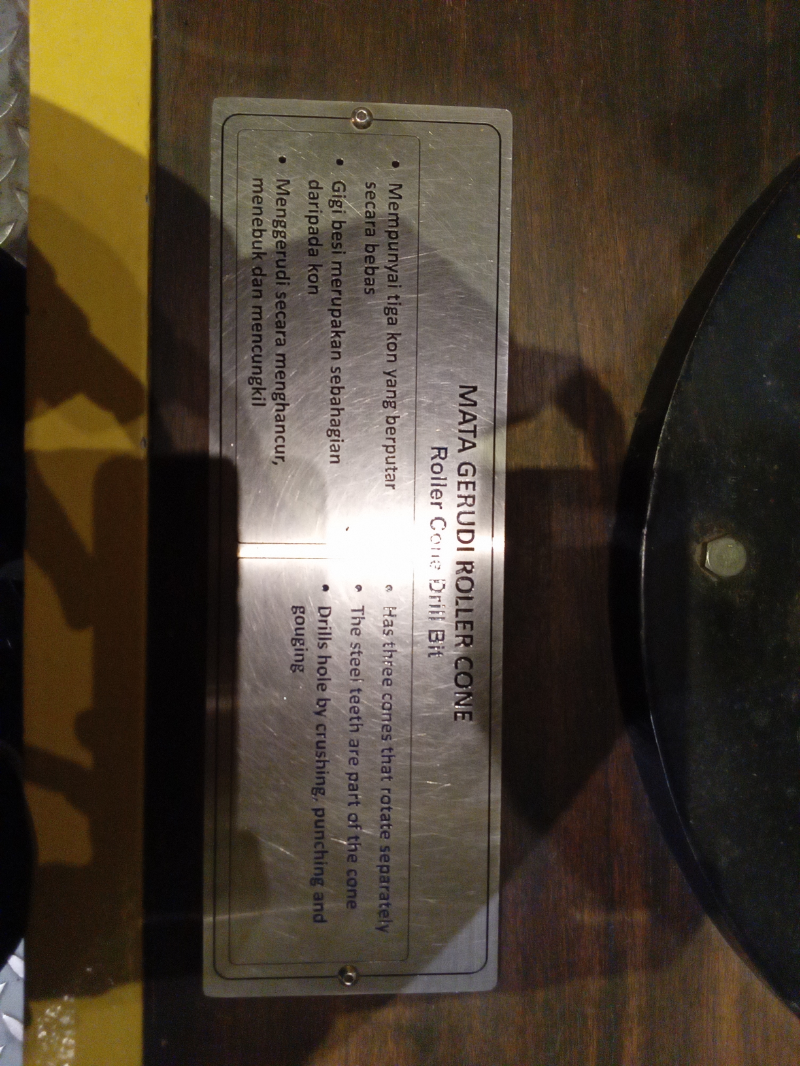 MATA GERUDI ROLLER CONE
Roller Cone Drill Bit
• Mempunyai tiga kon yang berputar
secara bebas
• Gigi besi merupakan sebahagian
daripada kon
• Menggerudi secara menghancur,
menebuk dan mencungkil
• Has three cones that rotate separately
• The steel teeth are part of the cone
• Drills hole by crushing, punching and
gouging